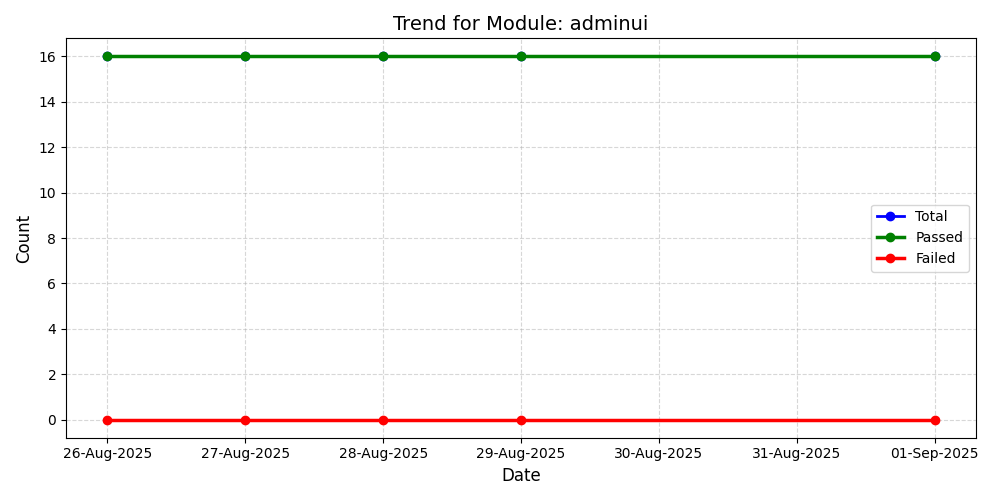 Trend for Module: adminui
Count
16
14
12
10
8
6
4
2
0
Total
Passed
Failed
26-Aug-2025 27-Aug-2025 28-Aug-2025 29-Aug-2025 30-Aug-2025 31-Aug-2025 01-Sep-2025
Date